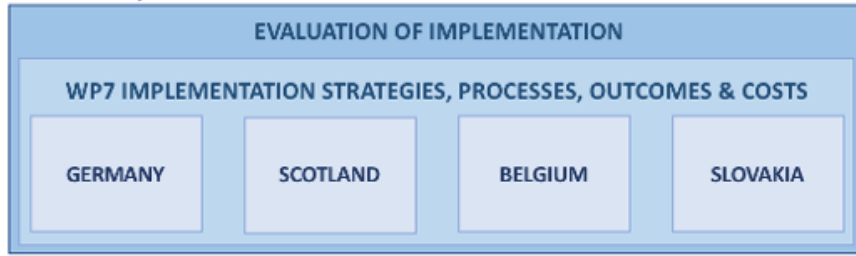 EVALUATION OF IMPLEMENTATION
WP7 IMPLEMENTATION STRATEGIES, PROCESSES, OUTCOMES & COSTS
GERMANY
SCOTLAND
BELGIUM
SLOVAKIA